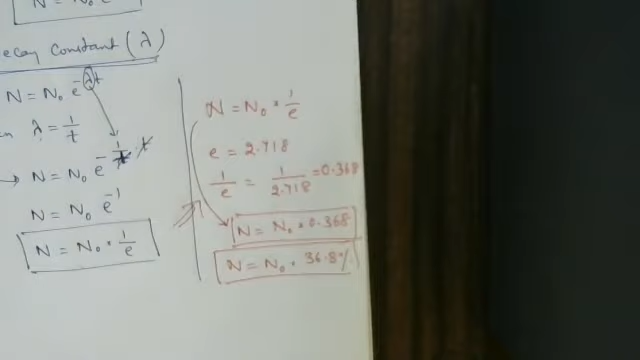 N = N₀ e
ecay Constant (λ)
N = N₀ e^-λt
λ = 1/t
→ N = N₀ e^-1/t · t
N = N₀ e^-1
N = N₀ · 1/e
N = N₀ · 1/e
e = 2.718
1/e = 1/2.718 = 0.368
N = N₀ · 0.368
N = N₀ · 36.8%